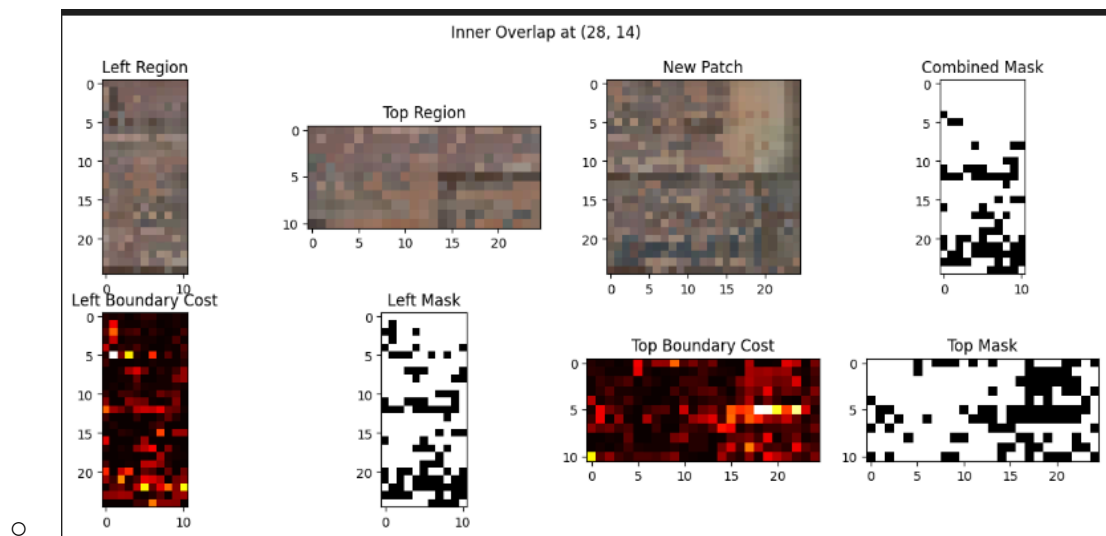 Inner Overlap at (28, 14)
Left Region
0
5
10
15
20
0 10
Top Region
0
5
10
0 5 10 15 20
New Patch
0
5
10
15
20
0 5 10 15 20
Combined Mask
0
5
10
15
20
0 10
Left Boundary Cost
0
5
10
15
20
0 10
Left Mask
0
5
10
15
20
0 10
Top Boundary Cost
0
5
10
0 5 10 15 20
Top Mask
0
5
10
0 5 10 15 20